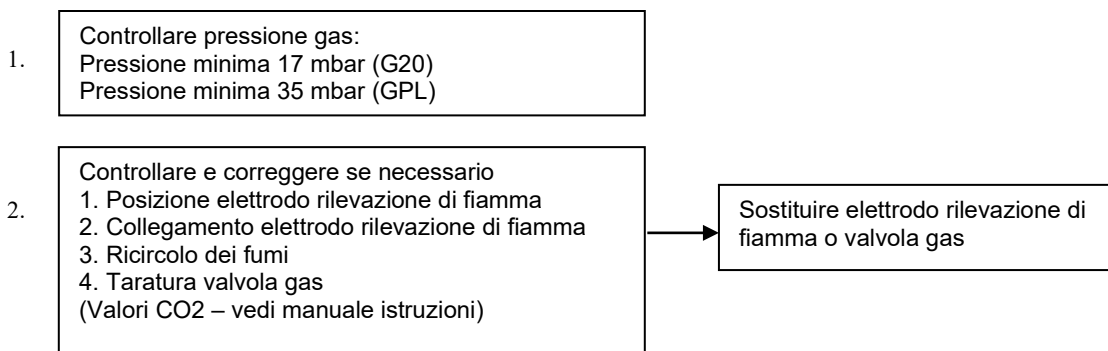 1.
Controllare pressione gas:
Pressione minima 17 mbar (G20)
Pressione minima 35 mbar (GPL)
2.
Controllare e correggere se necessario
1. Posizione elettrodo rilevazione di fiamma
2. Collegamento elettrodo rilevazione di fiamma
3. Ricircolo dei fumi
4. Taratura valvola gas
(Valori CO2 – vedi manuale istruzioni)
Sostituire elettrodo rilevazione di
fiamma o valvola gas